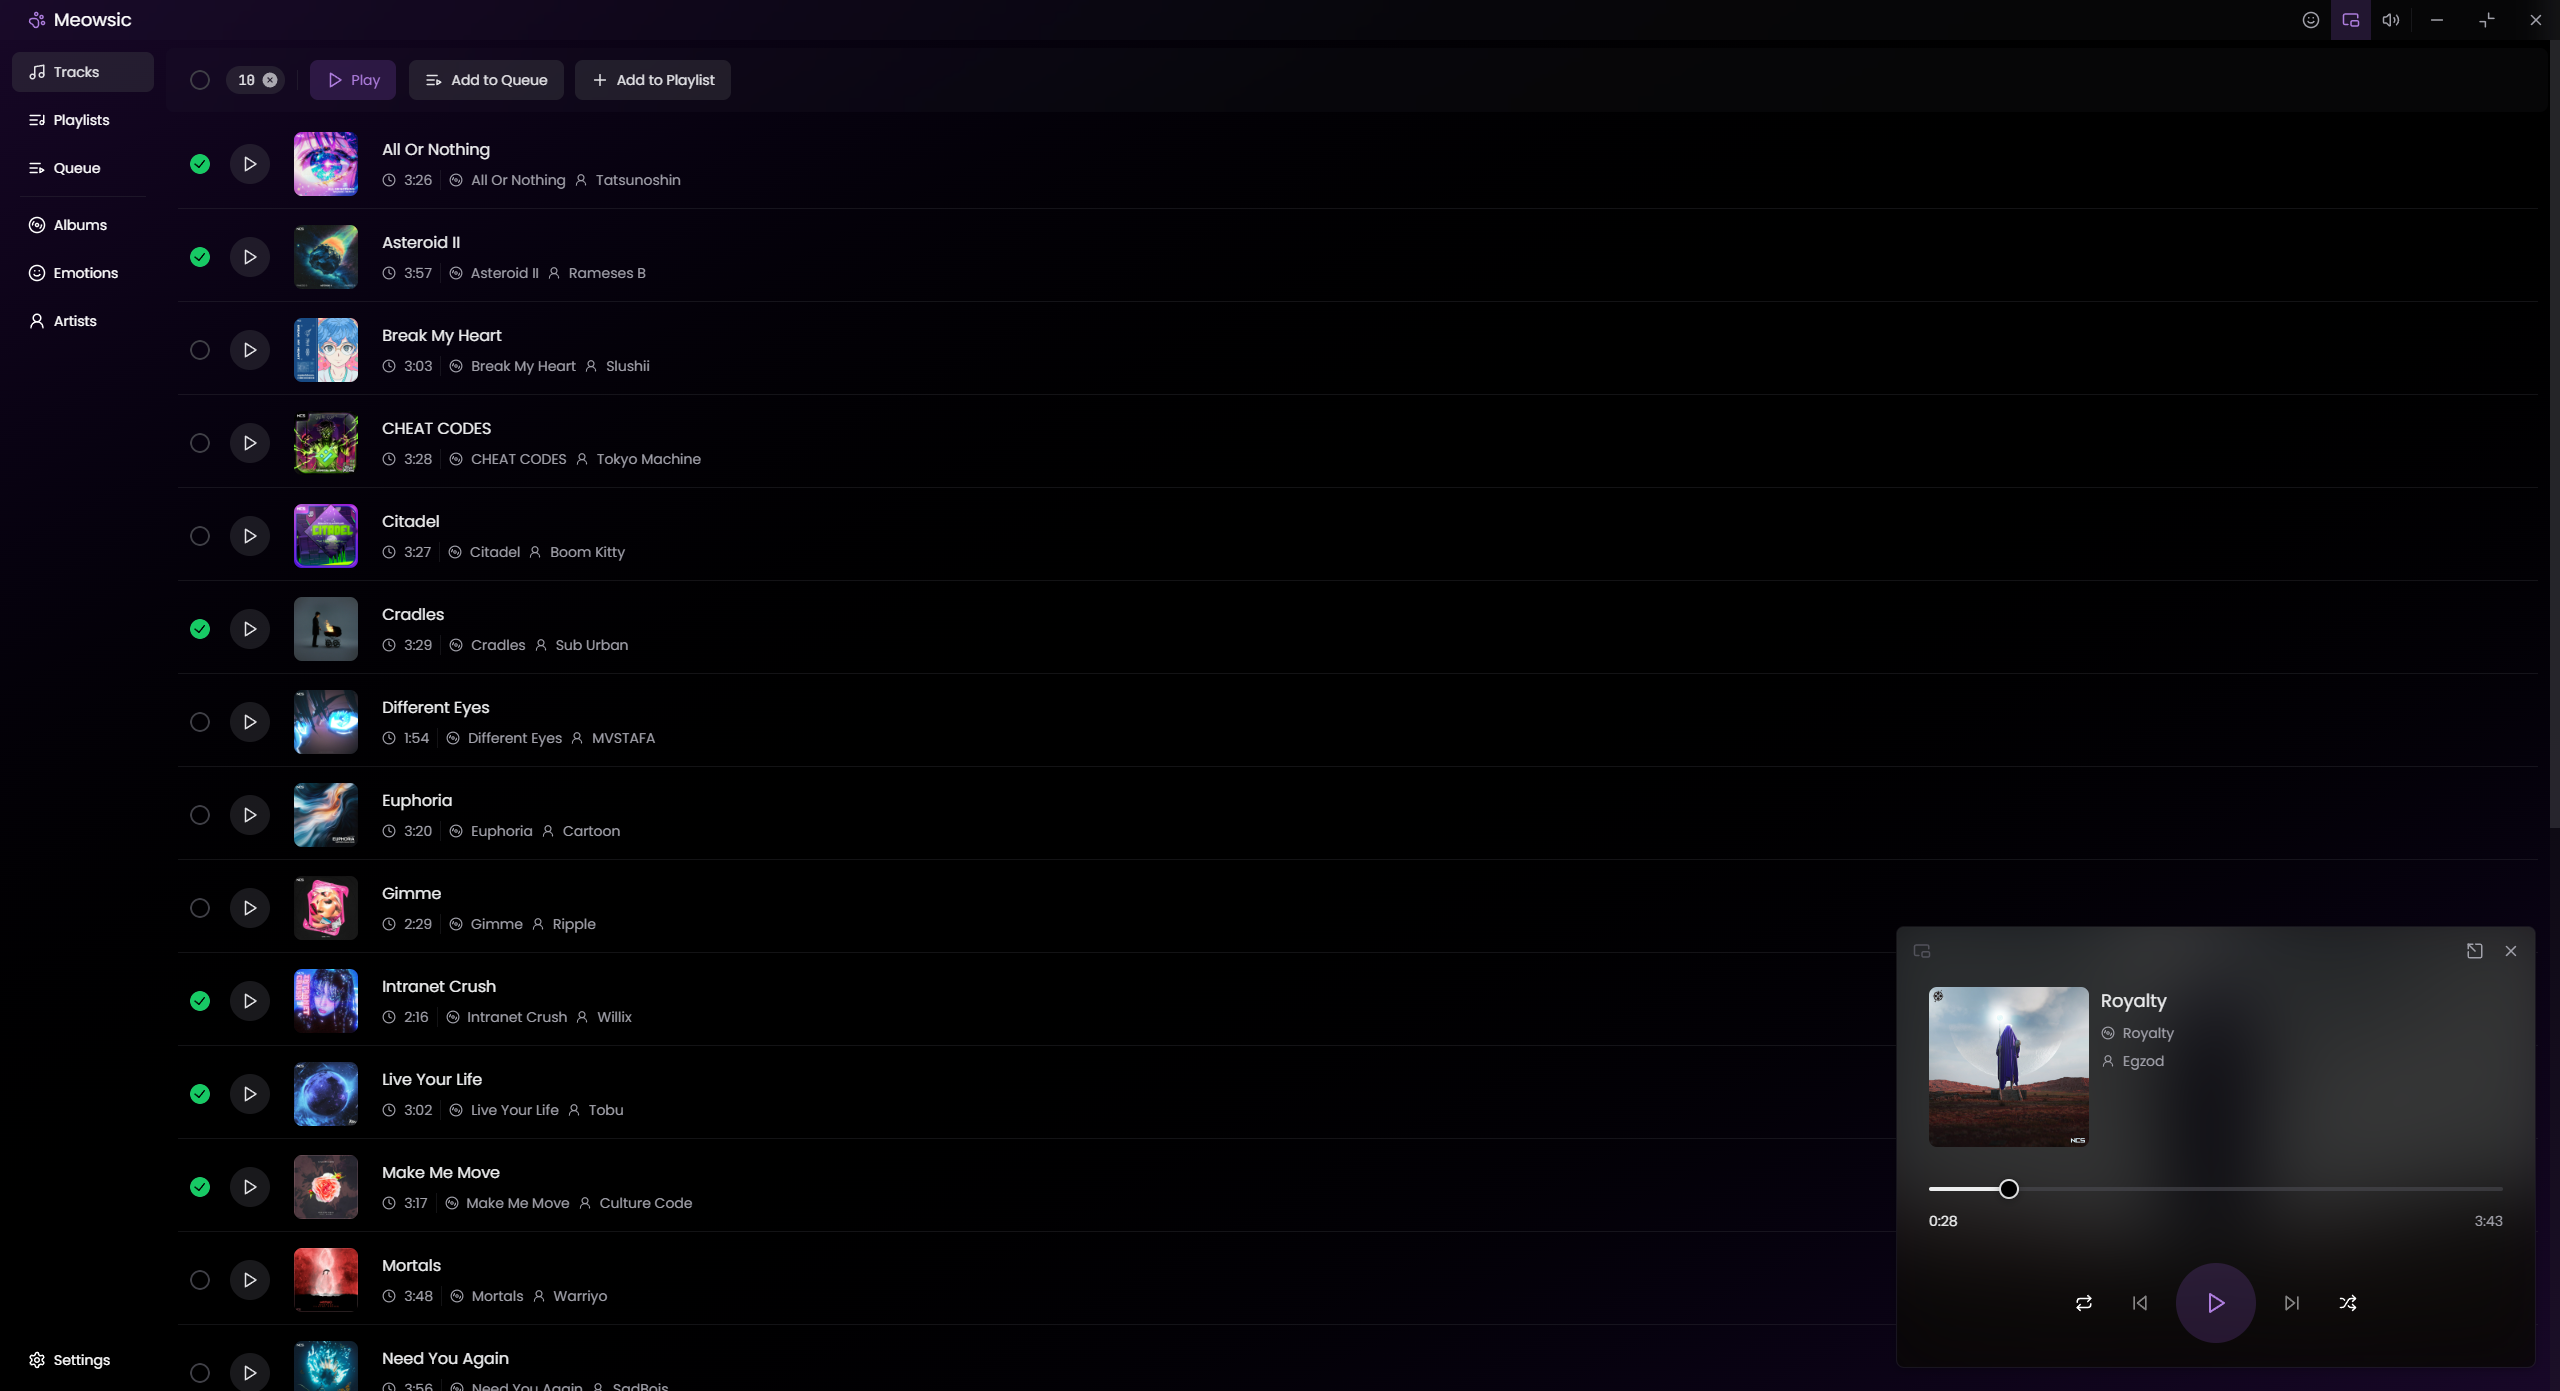 Meowsic
Tracks
Playlists
Queue
Albums
Emotions
Artists
Settings
10
Play
Add to Queue
Add to Playlist
All Or Nothing
3:26 All Or Nothing Tatsunoshin
Asteroid II
3:57 Asteroid II Rameses B
Break My Heart
3:03 Break My Heart Slushii
CHEAT CODES
3:28 CHEAT CODES Tokyo Machine
Citadel
3:27 Citadel Boom Kitty
Cradles
3:29 Cradles Sub Urban
Different Eyes
1:54 Different Eyes MVSTAFA
Euphoria
3:20 Euphoria Cartoon
Gimme
2:29 Gimme Ripple
Intranet Crush
2:16 Intranet Crush Willix
Live Your Life
3:02 Live Your Life Tobu
Make Me Move
3:17 Make Me Move Culture Code
Mortals
3:48 Mortals Warriyo
Need You Again
3:56 Need You Again SadBois
CITADEL
EUPHORIA
NCS
Royalty
Royalty
Egzod
0:28
3:43